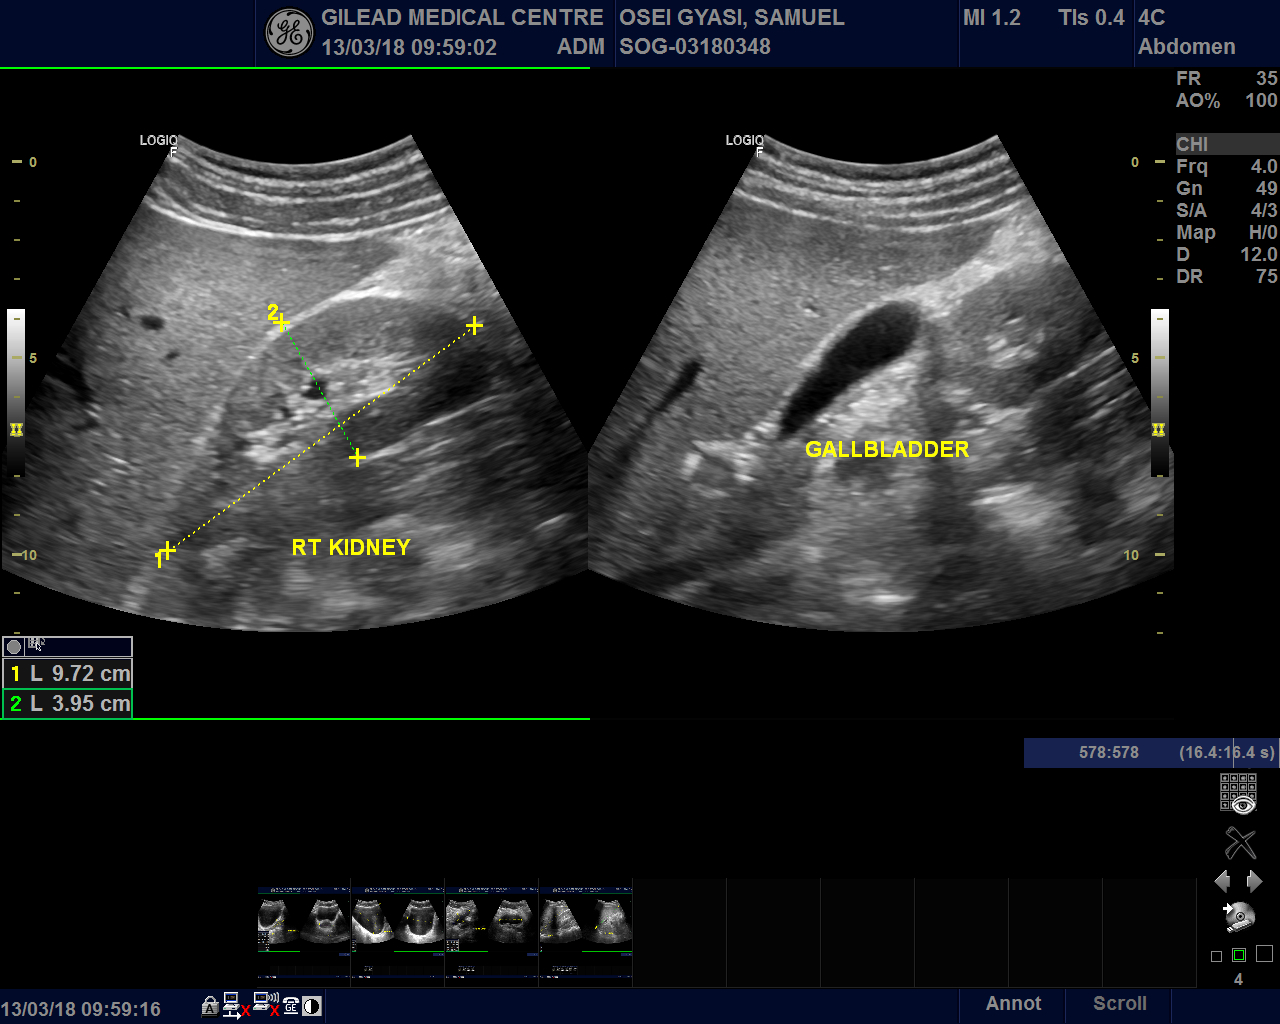 GILEAD MEDICAL CENTRE
13/03/18 09:59:02 ADM
OSEI GYASI, SAMUEL
SOG-03180348
MI 1.2 TIs 0.4
4C
Abdomen
FR 35
AO% 100
CHI
Frq 4.0
Gn 49
S/A 4/3
Map H/0
D 12.0
DR 75
LOGIQ
F
0
5
10
2
1
RT KIDNEY
LOGIQ
F
0
5
10
GALLBLADDER
1 L 9.72 cm
2 L 3.95 cm
578:578 (16.4:16.4 s)
4
13/03/18 09:59:16
A
GE
Annot
Scroll